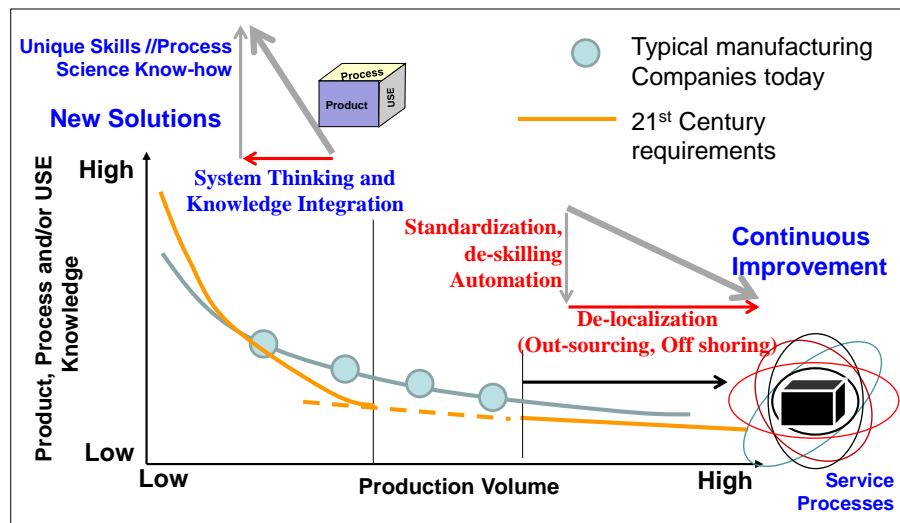 Unique Skills //Process
Science Know-how
New Solutions
Process
Product
USE
Typical manufacturing
Companies today
21st Century
requirements
High
System Thinking and
Knowledge Integration
Standardization,
de-skilling
Automation
Continuous
Improvement
De-localization
(Out-sourcing, Off shoring)
Product, Process and/or USE
Knowledge
Low
Low
Production Volume
High
Service
Processes